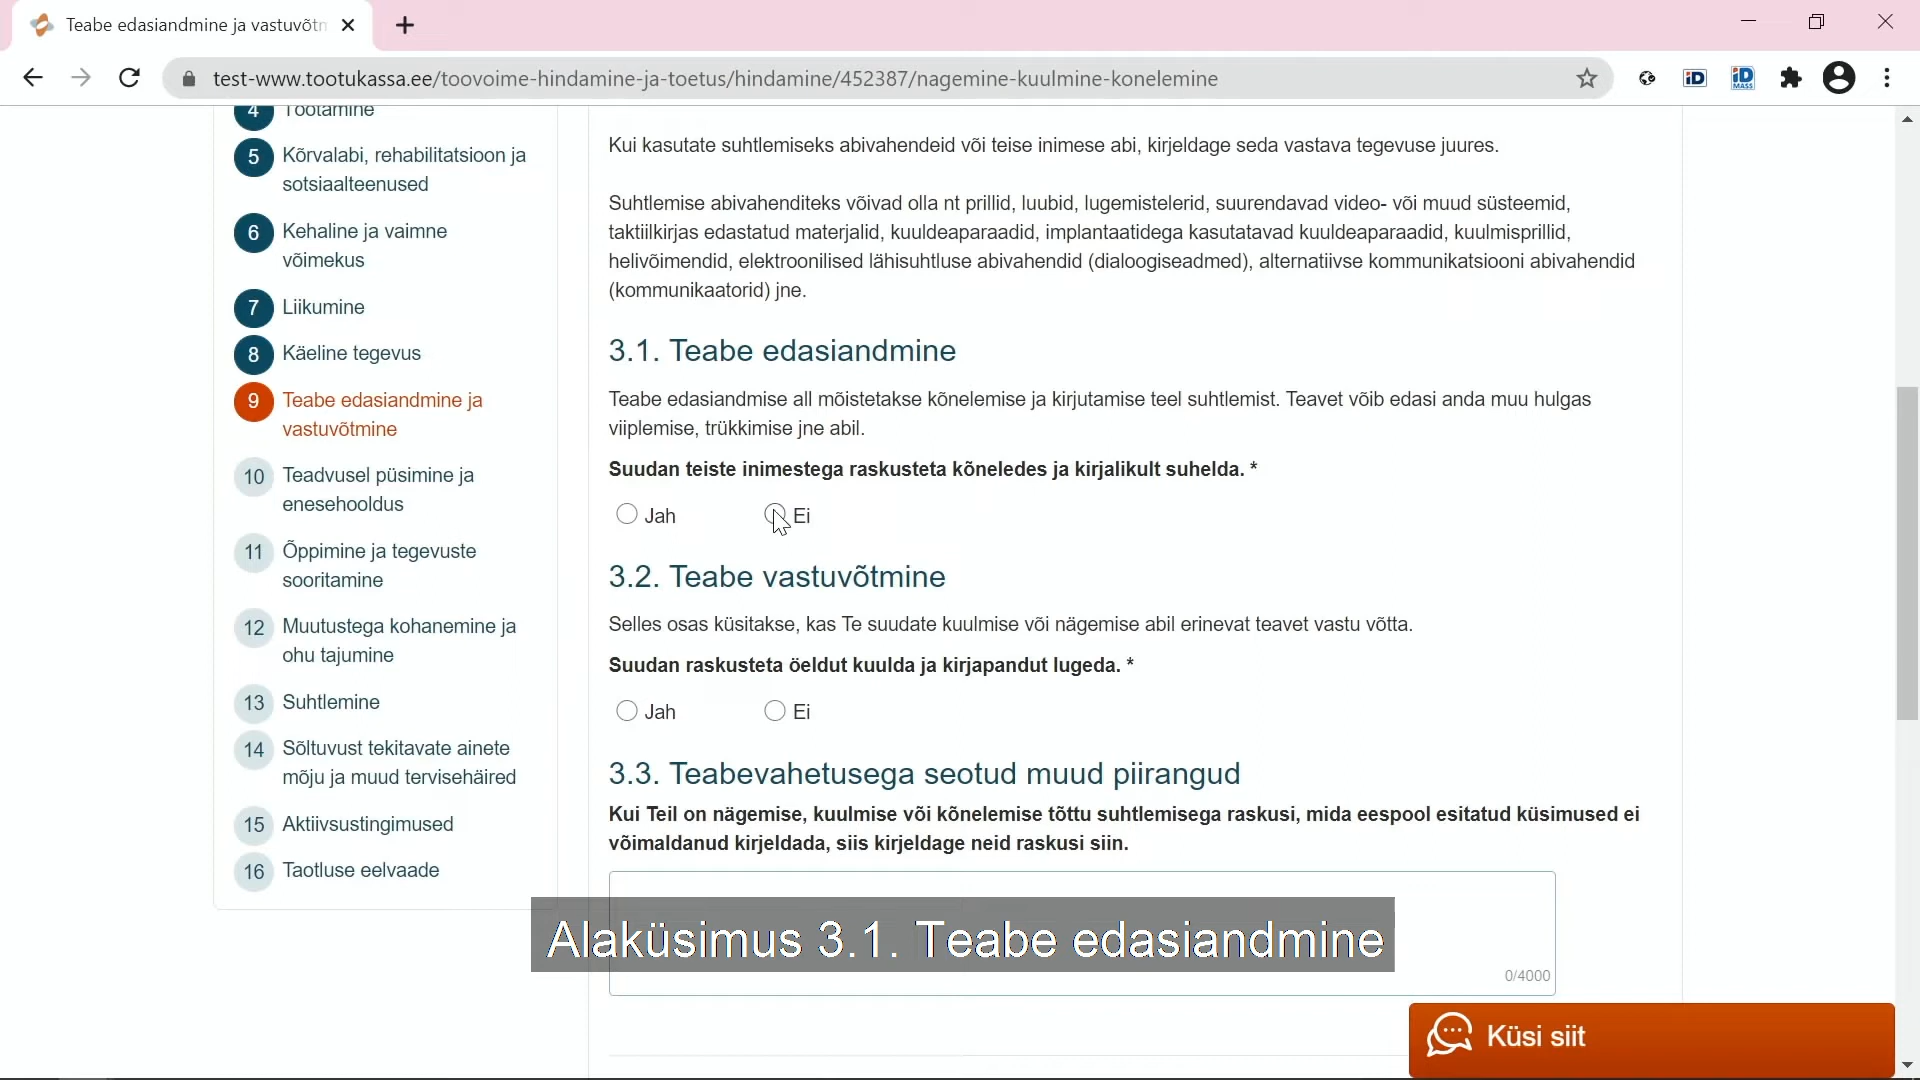 Teabe edasiandmine ja vastuvõtm
test-www.tootukassa.ee/toovoime-hindamine-ja-toetus/hindamine/452387/nagemine-kuulmine-konelemine
4 Töötamine
5 Kõrvalabi, rehabilitatsioon ja
sotsiaalteenused
6 Kehaline ja vaimne
võimekus
7 Liikumine
8 Käeline tegevus
9 Teabe edasiandmine ja
vastuvõtmine
10 Teadvusel püsimine ja
enesehooldus
11 Õppimine ja tegevuste
sooritamine
12 Muutustega kohanemine ja
ohu tajumine
13 Suhtlemine
14 Sõltuvust tekitavate ainete
mõju ja muud tervisehäired
15 Aktiivsustingimused
16 Taotluse eelvaade
Kui kasutate suhtlemiseks abivahendeid või teise inimese abi, kirjeldage seda vastava tegevuse juures.
Suhtlemise abivahenditeks võivad olla nt prillid, luubid, lugemistelerid, suurendavad video- või muud süsteemid,
taktiilkirjas edastatud materjalid, kuuldeaparaadid, implantaatidega kasutatavad kuuldeaparaadid, kuulmisprillid,
helivõimendid, elektroonilised lähisuhtluse abivahendid (dialoogiseadmed), alternatiivse kommunikatsiooni abivahendid
(kommunikaatorid) jne.
3.1. Teabe edasiandmine
Teabe edasiandmise all mõistetakse kõnelemise ja kirjutamise teel suhtlemist. Teavet võib edasi anda muu hulgas
viiplemise, trükkimise jne abil.
Suudan teiste inimestega raskusteta kõneledes ja kirjalikult suhelda. *
Jah Ei
3.2. Teabe vastuvõtmine
Selles osas küsitakse, kas Te suudate kuulmise või nägemise abil erinevat teavet vastu võtta.
Suudan raskusteta öeldut kuulda ja kirjapandut lugeda. *
Jah Ei
3.3. Teabevahetusega seotud muud piirangud
Kui Teil on nägemise, kuulmise või kõnelemise tõttu suhtlemisega raskusi, mida eespool esitatud küsimused ei
võimaldanud kirjeldada, siis kirjeldage neid raskusi siin.
Alaküsimus 3.1. Teabe edasiandmine
0/4000
Küsi siit
iD
iD
MASS